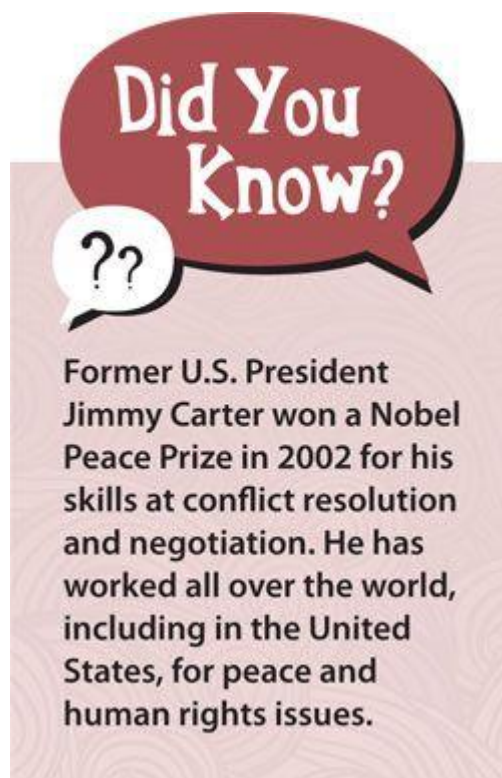 Did You
Know?
??
Former U.S. President
Jimmy Carter won a Nobel
Peace Prize in 2002 for his
skills at conflict resolution
and negotiation. He has
worked all over the world,
including in the United
States, for peace and
human rights issues.